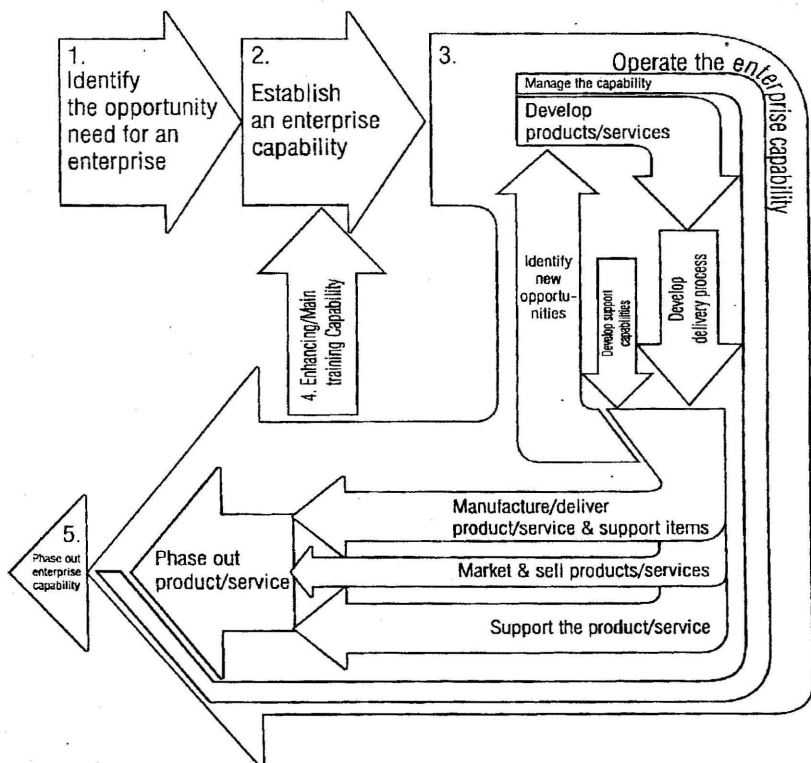 1.
Identify
the opportunity
need for an
enterprise
2.
Establish
an enterprise
capability
3.
Operate the enterprise capability
Manage the capability
Develop
products/services
Identify
new
opportu-
nities
Develop support
capabilities
Develop
delivery process
4. Enhancing/Main
training Capability
Manufacture/deliver
product/service & support items
Market & sell products/services
Support the product/service
Phase out
product/service
5.
Phase out
enterprise
capability